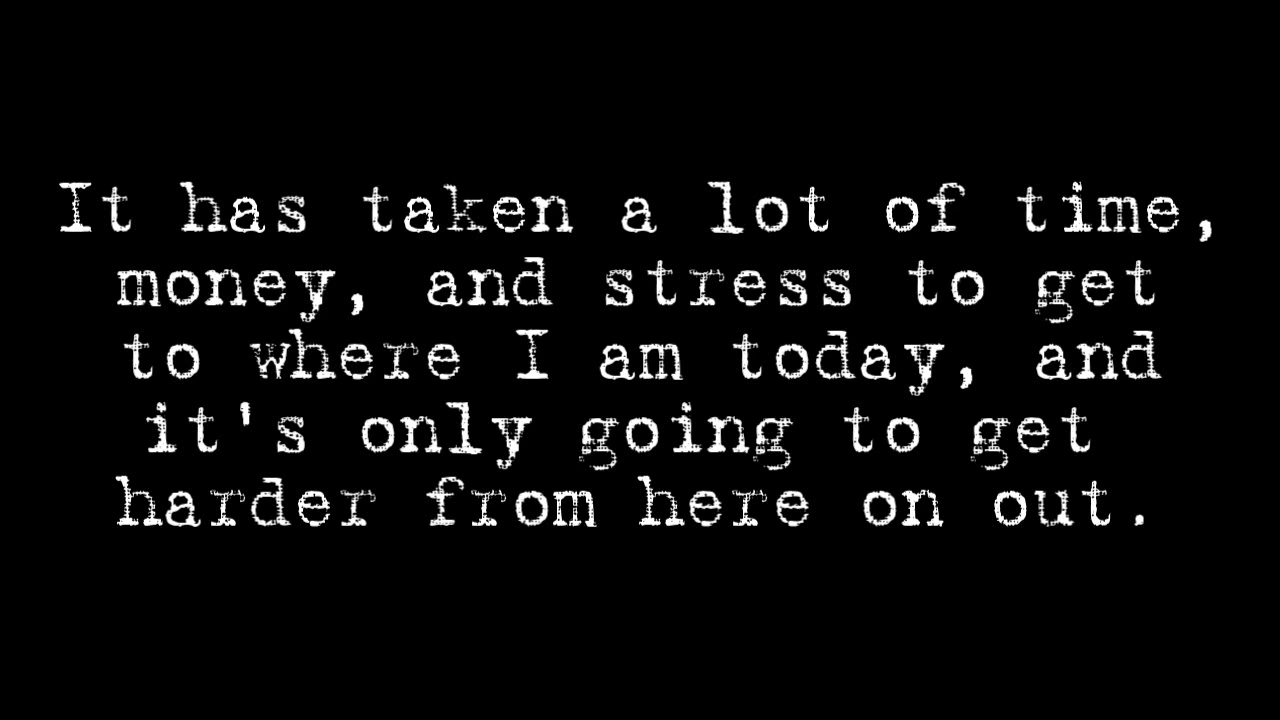 It has taken a lot of time,
money, and stress to get
to where I am today, and
it's only going to get
harder from here on out.